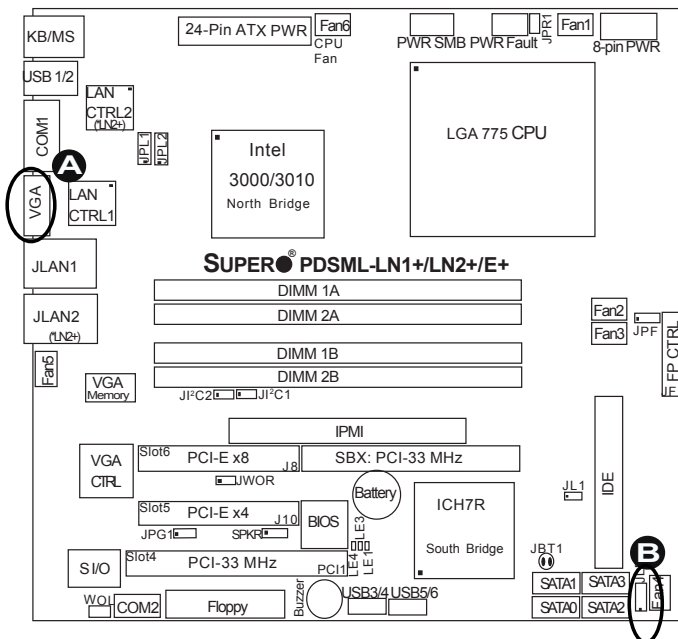 KB/MS
24-Pin ATX PWR
Fan6
CPU
Fan
PWR SMB
PWR Fault
JPR1
Fan1
8-pin PWR
USB 1/2
LAN
CTRL2
(*LN2+)
COM1
JPL1
JPL2
Intel
3000/3010
North Bridge
LGA 775 CPU
A
VGA
LAN
CTRL1
JLAN1
SUPER® PDSML-LN1+/LN2+/E+
DIMM 1A
DIMM 2A
DIMM 1B
DIMM 2B
JLAN2
(*LN2+)
Fan5
Fan2
Fan3
JPF
FP CTRL
VGA
Memory
JI²C2
JI²C1
IPMI
VGA
CTRL
Slot6
PCI-E x8
J8
SBX: PCI-33 MHz
JWOR
Battery
JL1
IDE
Slot5
PCI-E x4
J10
BIOS
ICH7R
South Bridge
JPG1
SPKR
LE3
LE4
LE1
JBT1
B
S I/O
Slot4
PCI-33 MHz
PCI1
SATA1
SATA3
SATA0
SATA2
WOL
COM2
Floppy
Buzzer
USB3/4
USB5/6